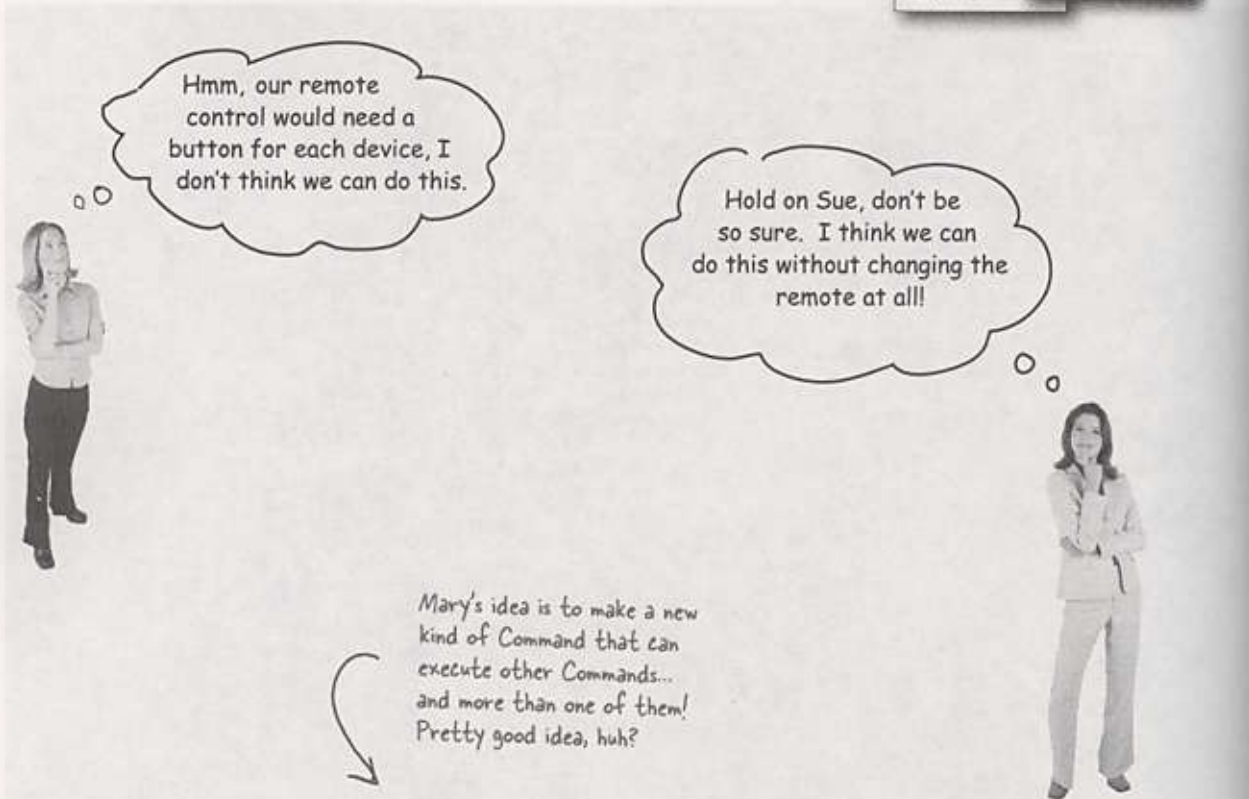 Hmm, our remote
control would need a
button for each device, I
don't think we can do this.
Hold on Sue, don't be
so sure. I think we can
do this without changing the
remote at all!
Mary's idea is to make a new
kind of Command that can
execute other Commands...
and more than one of them!
Pretty good idea, huh?